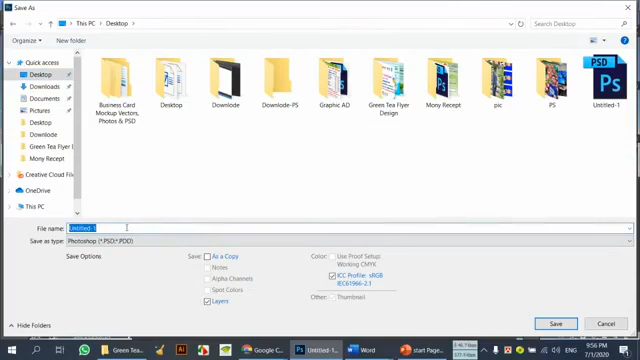 Save As
This PC
Desktop
Search Desktop
Organize
New folder
Quick access
Desktop
Downloads
Documents
Pictures
Desktop
Downlode
Green Tea Flyer
Mony Recept
Creative Cloud File
OneDrive
This PC
Business Card
Mockup Vectors,
Photos & PSD
Desktop
Downlode
Downlode-PS
Graphic AD
Green Tea Flyer
Design
Mony Recept
pic
PS
PSD
Ps
Untitled-1
File name:
Untitled-1
Save as type:
Photoshop (*.PSD;*.PDD)
Save Options
Save:
As a Copy
Notes
Alpha Channels
Spot Colors
Layers
Color:
Use Proof Setup:
Working CMYK
ICC Profile: sRGB
IEC61966-2.1
Other:
Thumbnail
Hide Folders
Save
Cancel
Green Tea...
Ai
Google C...
Ps
Untitled-1...
Word
start Page...
9:56 PM
7/1/2020